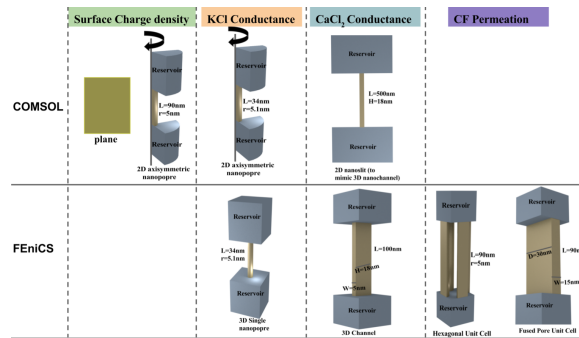 Surface Charge density
KCl Conductance
CaCl2 Conductance
CF Permeation
COMSOL
plane
Reservoir
L=90nm
r=5nm
Reservoir
2D axisymmetric
nanopopre
Reservoir
L=34nm
r=5.1nm
Reservoir
2D axisymmetric
nanopopre
Reservoir
L=500nm
H=18nm
Reservoir
2D nanoslit (to
mimic 3D nanochannel)
FEniCS
Reservoir
L=34nm
r=5.1nm
Reservoir
3D Single
nanopopre
Reservoir
L=100nm
H=18nm
W=5nm
Reservoir
3D Channel
Reservoir
L=90nm
r=5nm
Reservoir
Hexagonal Unit Cell
Reservoir
L=90n
D=30nm
W=15nm
Reservoir
Fused Pore Unit Cell